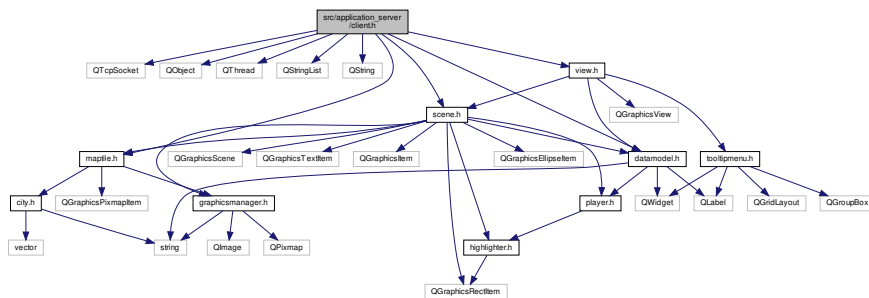 src/application_server
/client.h
QTcpSocket
QObject
QThread
QStringList
QString
view.h
scene.h
QGraphicsView
maptile.h
QGraphicsScene
QGraphicsTextItem
QGraphicsItem
QGraphicsEllipseItem
datamodel.h
tooltipmenu.h
city.h
QGraphicsPixmapItem
graphicsmanager.h
player.h
QWidget
QLabel
QGridLayout
QGroupBox
vector
string
QImage
QPixmap
highlighter.h
QGraphicsRectItem